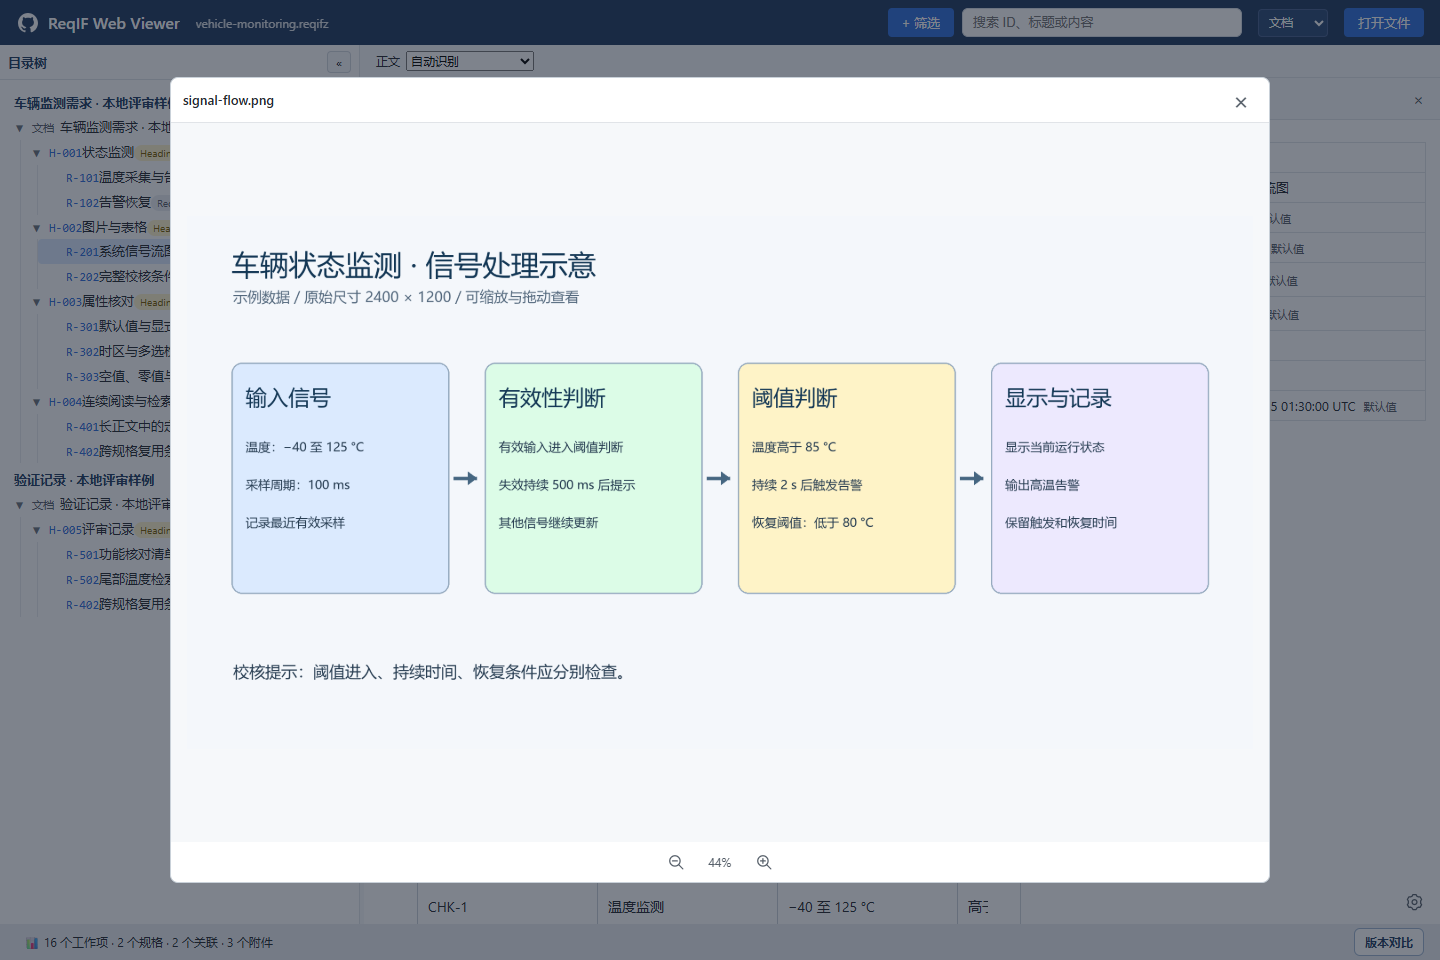 ReqIF Web Viewer
vehicle-monitoring.reqifz
+ 筛选
搜索 ID、标题或内容
文档
打开文件
目录树
«
正文 自动识别
车辆监测需求 · 本地评审样
文档 车辆监测需求 · 本地
H-001状态监测 Headin
R-101温度采集与告
R-102告警恢复 Rec
H-002图片与表格 Hea
R-201系统信号流图
R-202完整校核条件
H-003属性核对 Headin
R-301默认值与显式
R-302时区与多选
R-303空值、零值与
H-004连续阅读与检索
R-401长正文中的
R-402跨规格复用
验证记录 · 本地评审样例
文档 验证记录 · 本地评审
H-005评审记录 Headin
R-501功能核对清单
R-502尾部温度检索
R-402跨规格复用
signal-flow.png
车辆状态监测 · 信号处理示意
示例数据 / 原始尺寸 2400 × 1200 / 可缩放与拖动查看
输入信号
温度：−40 至 125 °C
采样周期：100 ms
记录最近有效采样
有效性判断
有效输入进入阈值判断
失效持续 500 ms 后提示
其他信号继续更新
阈值判断
温度高于 85 °C
持续 2 s 后触发告警
恢复阈值：低于 80 °C
显示与记录
显示当前运行状态
输出高温告警
保留触发和恢复时间
校核提示：阈值进入、持续时间、恢复条件应分别检查。
44%
流图
认值
默认值
默认值
默认值
5 01:30:00 UTC 默认值
CHK-1
温度监测
−40 至 125 °C
高于
16 个工作项 · 2 个规格 · 2 个关联 · 3 个附件
版本对比